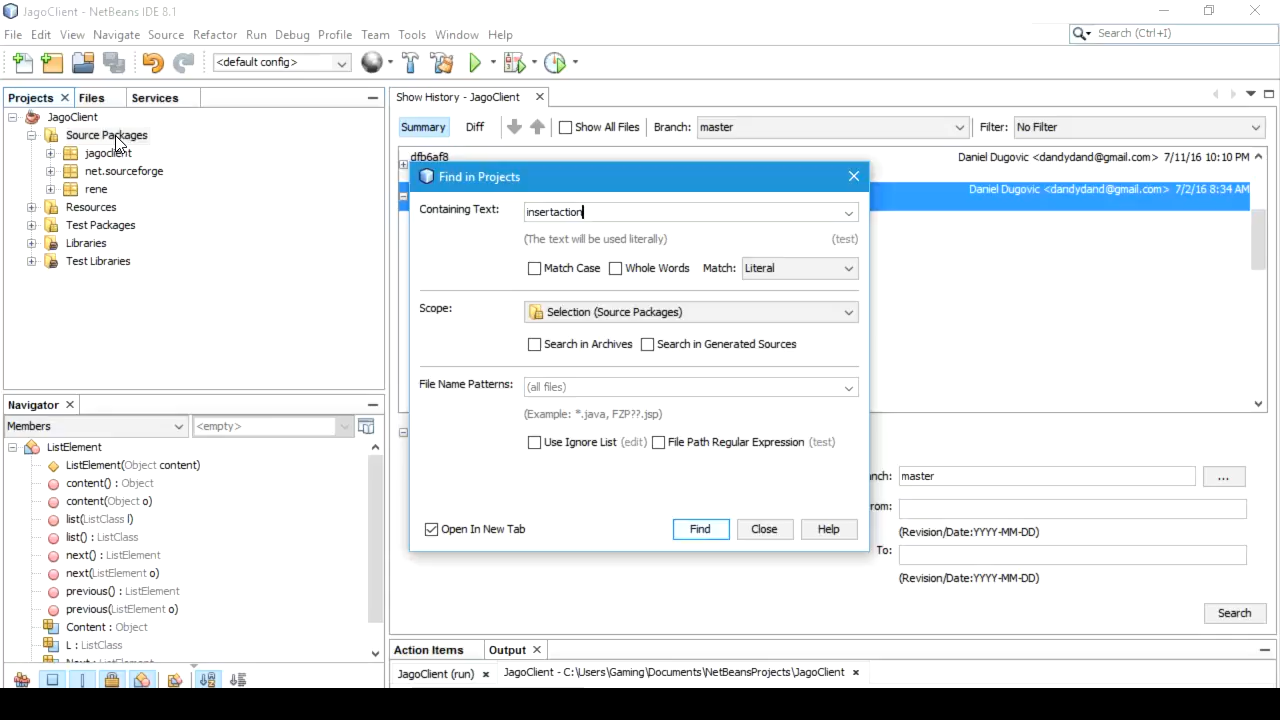 JagoClient - NetBeans IDE 8.1
File Edit View Navigate Source Refactor Run Debug Profile Team Tools Window Help
Search (Ctrl+I)
<default config>
Projects Files Services
JagoClient
Source Packages
jagoclient
net.sourceforge
rene
Resources
Test Packages
Libraries
Test Libraries
Show History - JagoClient
Summary Diff Show All Files Branch: master Filter: No Filter
dfb6af8 Daniel Dugovic <dandydand@gmail.com> 7/11/16 10:10 PM
Daniel Dugovic <dandydand@gmail.com> 7/2/16 8:34 AM
Find in Projects
Containing Text: insertaction
(The text will be used literally) (test)
Match Case Whole Words Match: Literal
Scope: Selection (Source Packages)
Search in Archives Search in Generated Sources
File Name Patterns: (all files)
(Example: *.java, FZP??.jsp)
Use Ignore List (edit) File Path Regular Expression (test)
Open In New Tab Find Close Help
master ...
(Revision/Date:YYYY-MM-DD)
To:
(Revision/Date:YYYY-MM-DD)
Search
Navigator
Members <empty>
ListElement
ListElement(Object content)
content() : Object
content(Object o)
list(ListClass l)
list() : ListClass
next() : ListElement
next(ListElement o)
previous() : ListElement
previous(ListElement o)
Content : Object
L : ListClass
Action Items Output
JagoClient (run) JagoClient - C:\Users\Gaming\Documents\NetBeansProjects\JagoClient